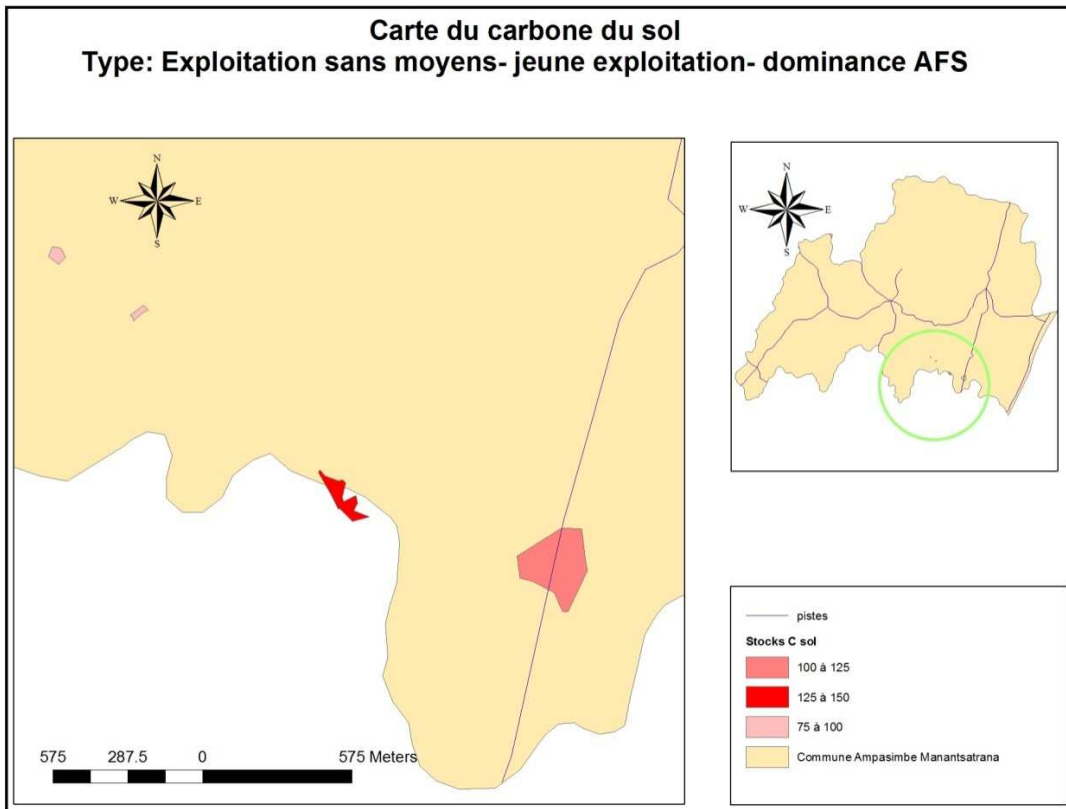 Carte du carbone du sol
Type: Exploitation sans moyens- jeune exploitation- dominance AFS
N
W E
S
575 287.5 0 575 Meters
N
W E
S
pistes
Stocks C sol
100 à 125
125 à 150
75 à 100
Commune Ampasimbe Manantsatrana